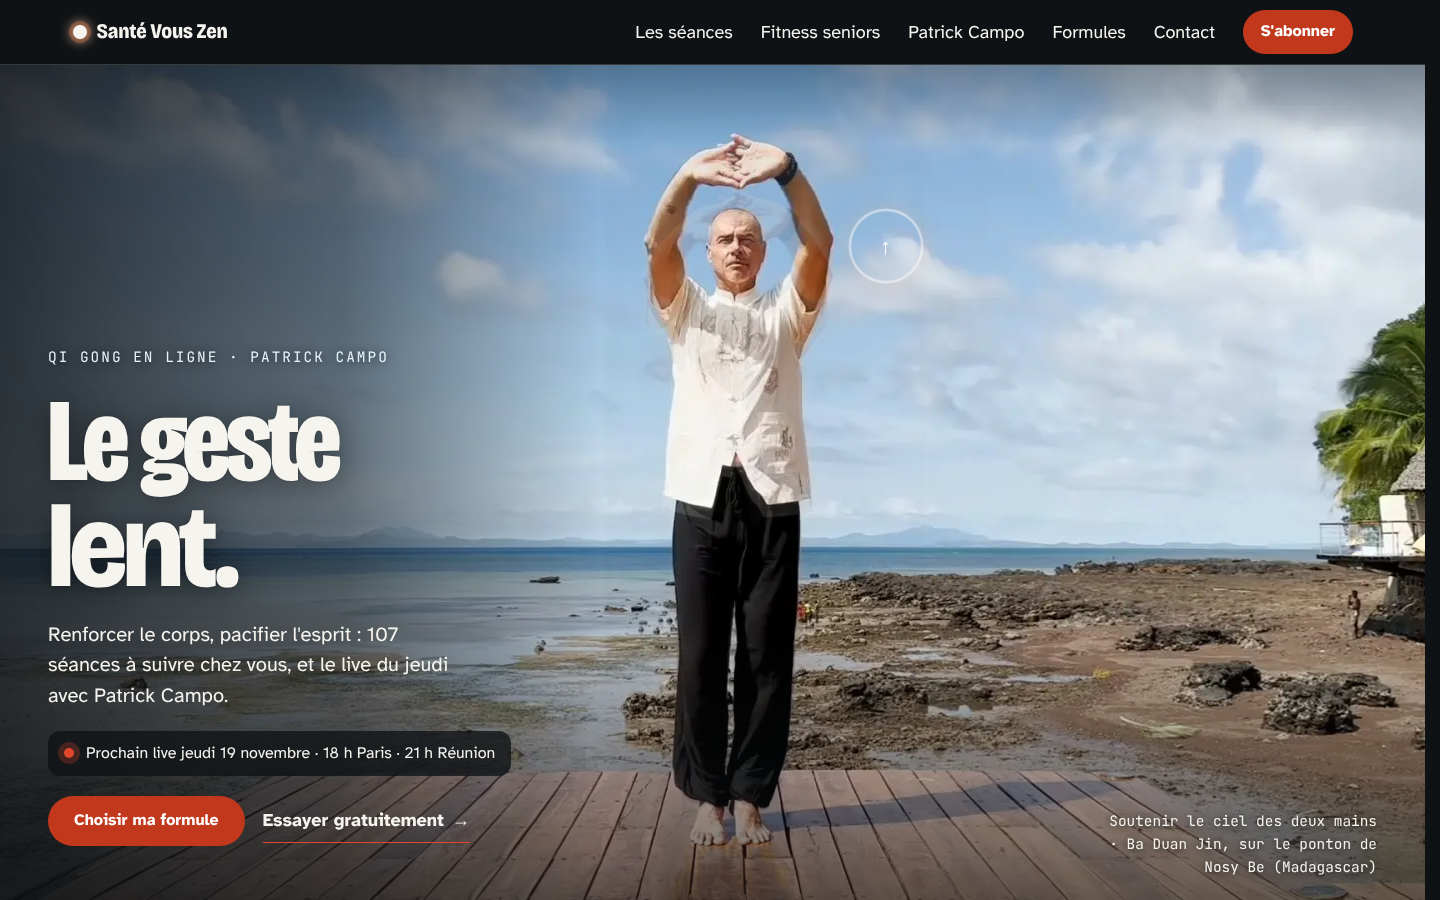 Santé Vous Zen
Les séances
Fitness seniors
Patrick Campo
Formules
Contact
S'abonner
↑
QI GONG EN LIGNE · PATRICK CAMPO
Le geste
lent.
Renforcer le corps, pacifier l'esprit : 107
séances à suivre chez vous, et le live du jeudi
avec Patrick Campo.
Prochain live jeudi 19 novembre · 18 h Paris · 21 h Réunion
Choisir ma formule
Essayer gratuitement →
Soutenir le ciel des deux mains
· Ba Duan Jin, sur le ponton de
Nosy Be (Madagascar)